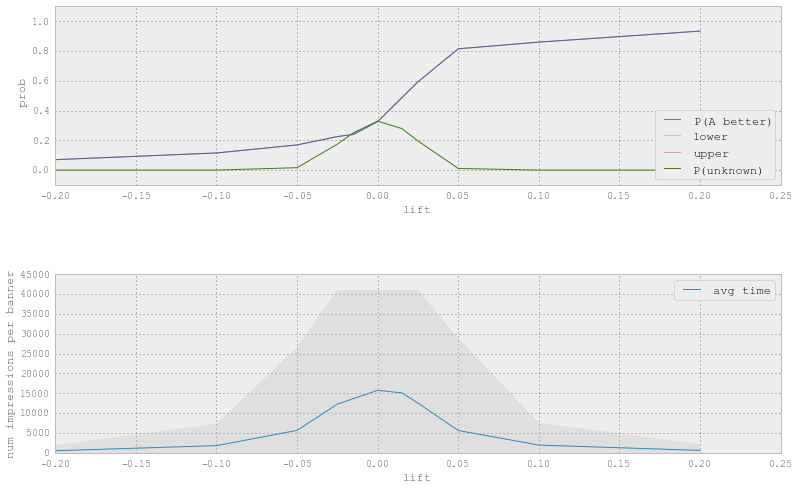 1.0
0.8
0.6
0.4
0.2
0.0
prob
P(A better)
lower
upper
P(unknown)
−0.20 −0.15 −0.10 −0.05 0.00 0.05 0.10 0.15 0.20 0.25
lift
45000
40000
35000
30000
25000
20000
15000
10000
5000
0
num impressions per banner
avg time
−0.20 −0.15 −0.10 −0.05 0.00 0.05 0.10 0.15 0.20 0.25
lift